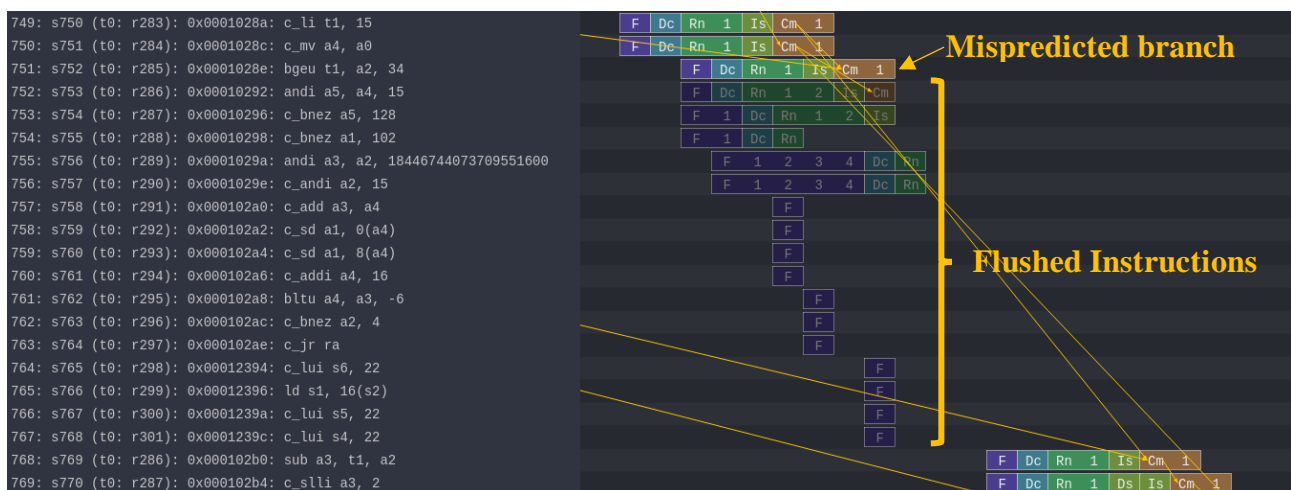 749: s750 (t0: r283): 0x0001028a: c_li t1, 15 F Dc Rn 1 Is Cm 1
750: s751 (t0: r284): 0x0001028c: c_mv a4, a0 F Dc Rn 1 Is Cm 1 Mispredicted branch
751: s752 (t0: r285): 0x0001028e: bgeu t1, a2, 34 F Dc Rn 1 Is Cm 1
752: s753 (t0: r286): 0x00010292: andi a5, a4, 15 F Dc Rn 1 2 Is Cm
753: s754 (t0: r287): 0x00010296: c_bnez a5, 128 F 1 Dc Rn 1 2 Is
754: s755 (t0: r288): 0x00010298: c_bnez a1, 102 F 1 Dc Rn
755: s756 (t0: r289): 0x0001029a: andi a3, a2, 18446744073709551600 F 1 2 3 4 Dc Rn
756: s757 (t0: r290): 0x0001029e: c_andi a2, 15 F 1 2 3 4 Dc Rn
757: s758 (t0: r291): 0x000102a0: c_add a3, a4 F
758: s759 (t0: r292): 0x000102a2: c_sd a1, 0(a4) F
759: s760 (t0: r293): 0x000102a4: c_sd a1, 8(a4) F Flushed Instructions
760: s761 (t0: r294): 0x000102a6: c_addi a4, 16 F
761: s762 (t0: r295): 0x000102a8: bltu a4, a3, -6 F
762: s763 (t0: r296): 0x000102ac: c_bnez a2, 4 F
763: s764 (t0: r297): 0x000102ae: c_jr ra F
764: s765 (t0: r298): 0x00012394: c_lui s6, 22 F
765: s766 (t0: r299): 0x00012396: ld s1, 16(s2) F
766: s767 (t0: r300): 0x0001239a: c_lui s5, 22 F
767: s768 (t0: r301): 0x0001239c: c_lui s4, 22 F
768: s769 (t0: r286): 0x000102b0: sub a3, t1, a2 F Dc Rn 1 Is Cm 1
769: s770 (t0: r287): 0x000102b4: c_slli a3, 2 F Dc Rn 1 Ds Is Cm 1